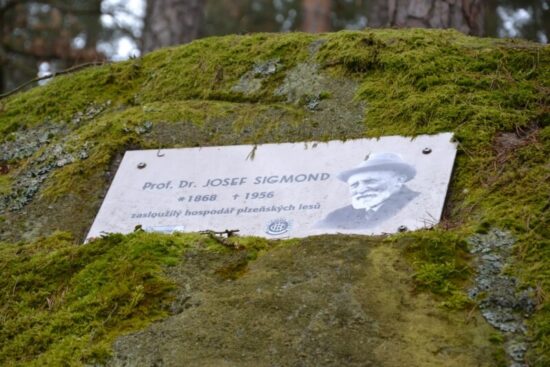 Prof. Dr. JOSEF SIGMOND
*1868 †1956
zasloužilý hospodář plzeňských lesů